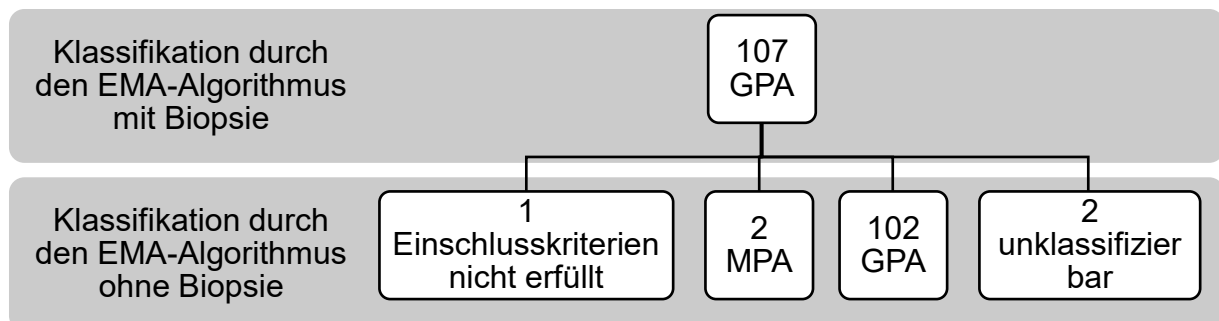 Klassifikation durch
den EMA-Algorithmus
mit Biopsie
107
GPA
Klassifikation durch
den EMA-Algorithmus
ohne Biopsie
1
Einschlusskriterien
nicht erfüllt
2
MPA
102
GPA
2
unklassifizier
bar